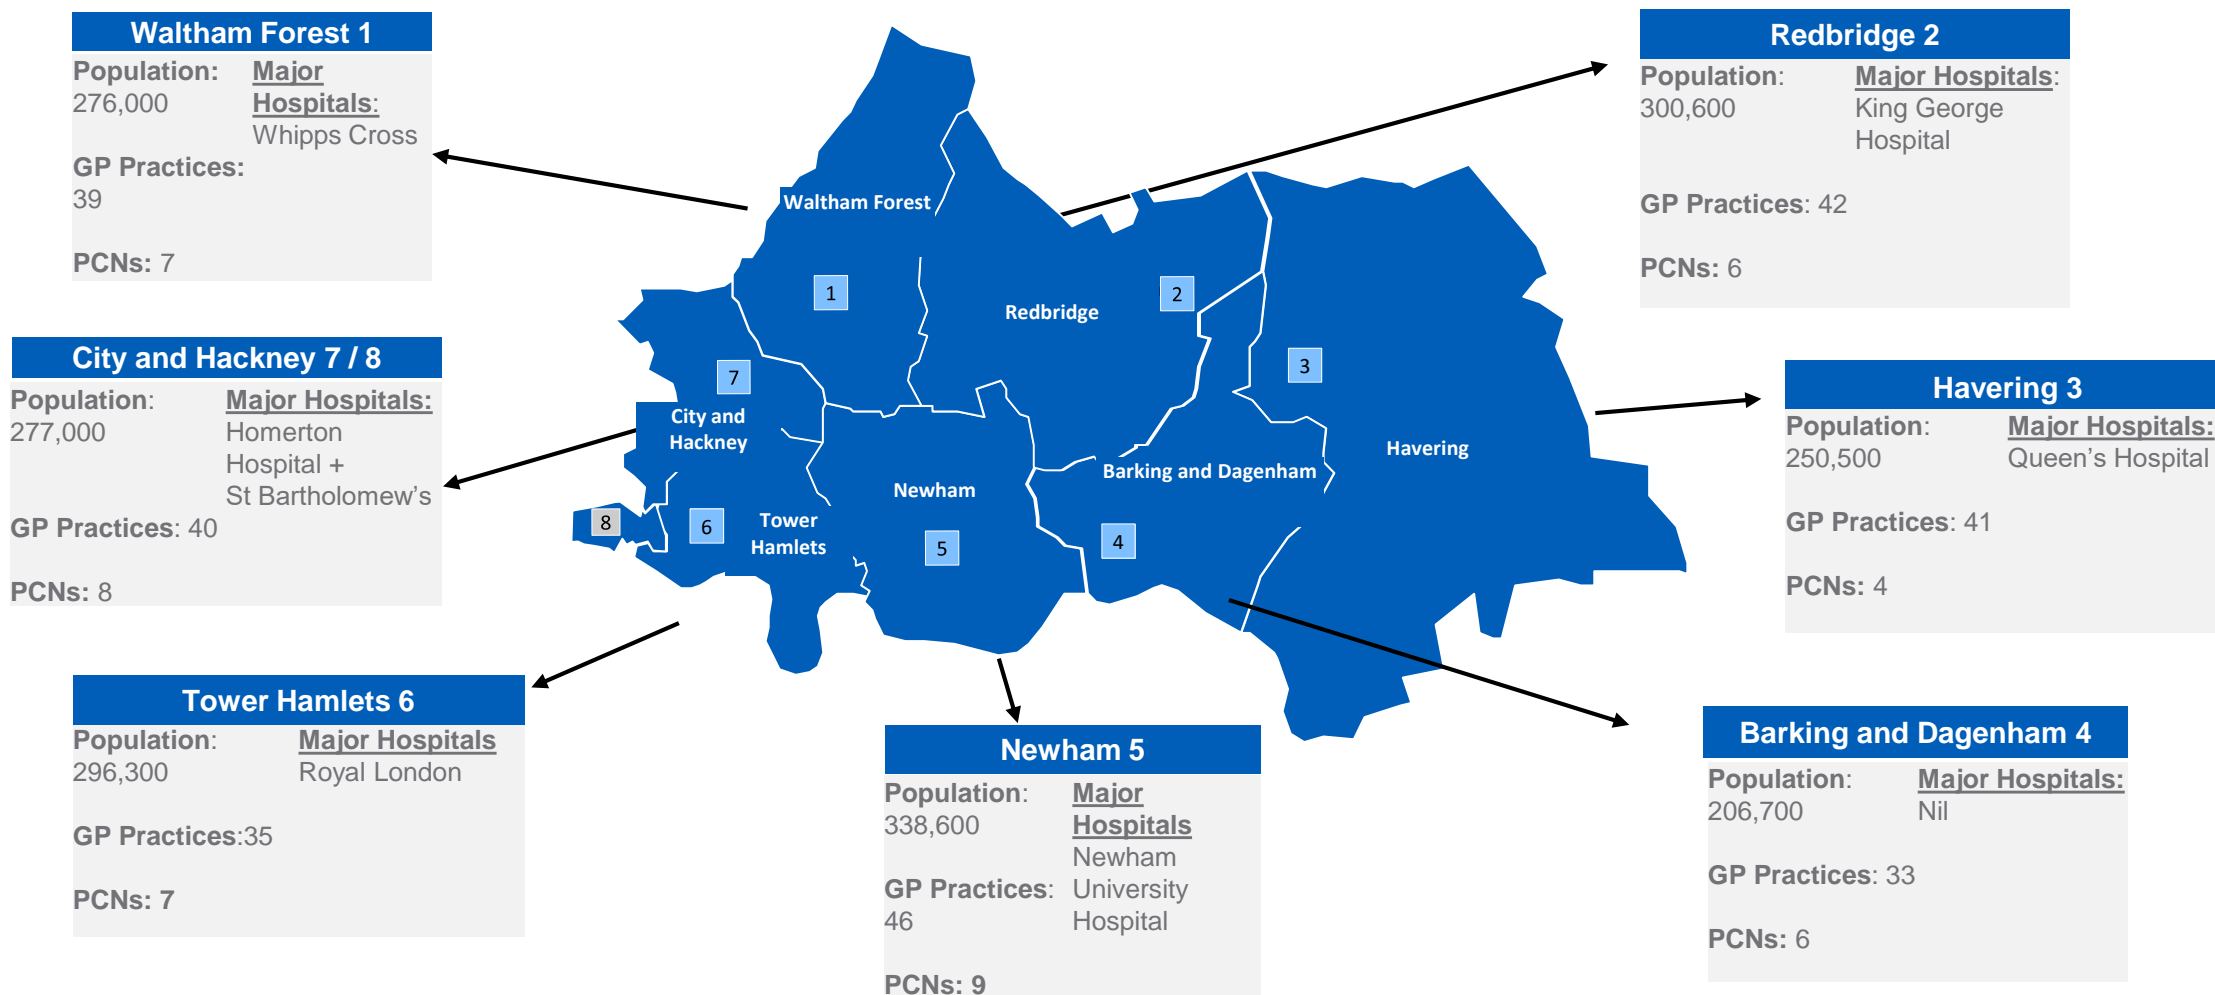 Waltham Forest 1
Population:
276,000
GP Practices:
39
PCNs: 7
Major
Hospitals:
Whipps Cross
Redbridge 2
Population:
300,600
Major Hospitals:
King George
Hospital
GP Practices: 42
PCNs: 6
City and Hackney 7 / 8
Population:
277,000
Major Hospitals:
Homerton
Hospital +
St Bartholomew's
GP Practices: 40
PCNs: 8
Havering 3
Population:
250,500
Major Hospitals:
Queen's Hospital
GP Practices: 41
PCNs: 4
Tower Hamlets 6
Population:
296,300
Major Hospitals
Royal London
GP Practices:35
PCNs: 7
Newham 5
Population:
338,600
GP Practices:
46
PCNs: 9
Major
Hospitals
Newham
University
Hospital
Barking and Dagenham 4
Population:
206,700
Major Hospitals:
Nil
GP Practices: 33
PCNs: 6
Waltham Forest
1
Redbridge
2
3
Havering
7
City and
Hackney
8
6
Tower
Hamlets
Newham
5
Barking and Dagenham
4